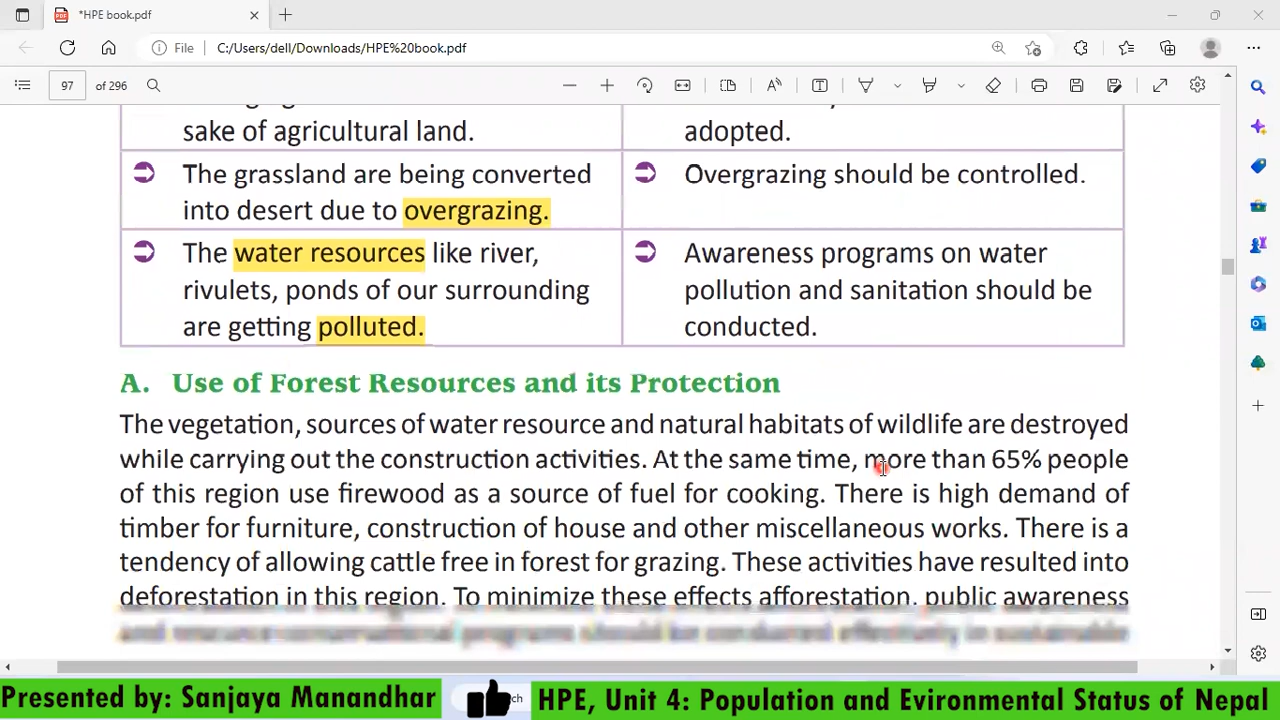 *HPE book.pdf
File C:/Users/dell/Downloads/HPE%20book.pdf
97 of 296
sake of agricultural land.
adopted.
The grassland are being converted
into desert due to overgrazing.
Overgrazing should be controlled.
The water resources like river,
rivulets, ponds of our surrounding
are getting polluted.
Awareness programs on water
pollution and sanitation should be
conducted.
A. Use of Forest Resources and its Protection
The vegetation, sources of water resource and natural habitats of wildlife are destroyed
while carrying out the construction activities. At the same time, more than 65% people
of this region use firewood as a source of fuel for cooking. There is high demand of
timber for furniture, construction of house and other miscellaneous works. There is a
tendency of allowing cattle free in forest for grazing. These activities have resulted into
deforestation in this region. To minimize these effects afforestation, public awareness
should be conducted effectively in
Presented by: Sanjaya Manandhar
HPE, Unit 4: Population and Evironmental Status of Nepal